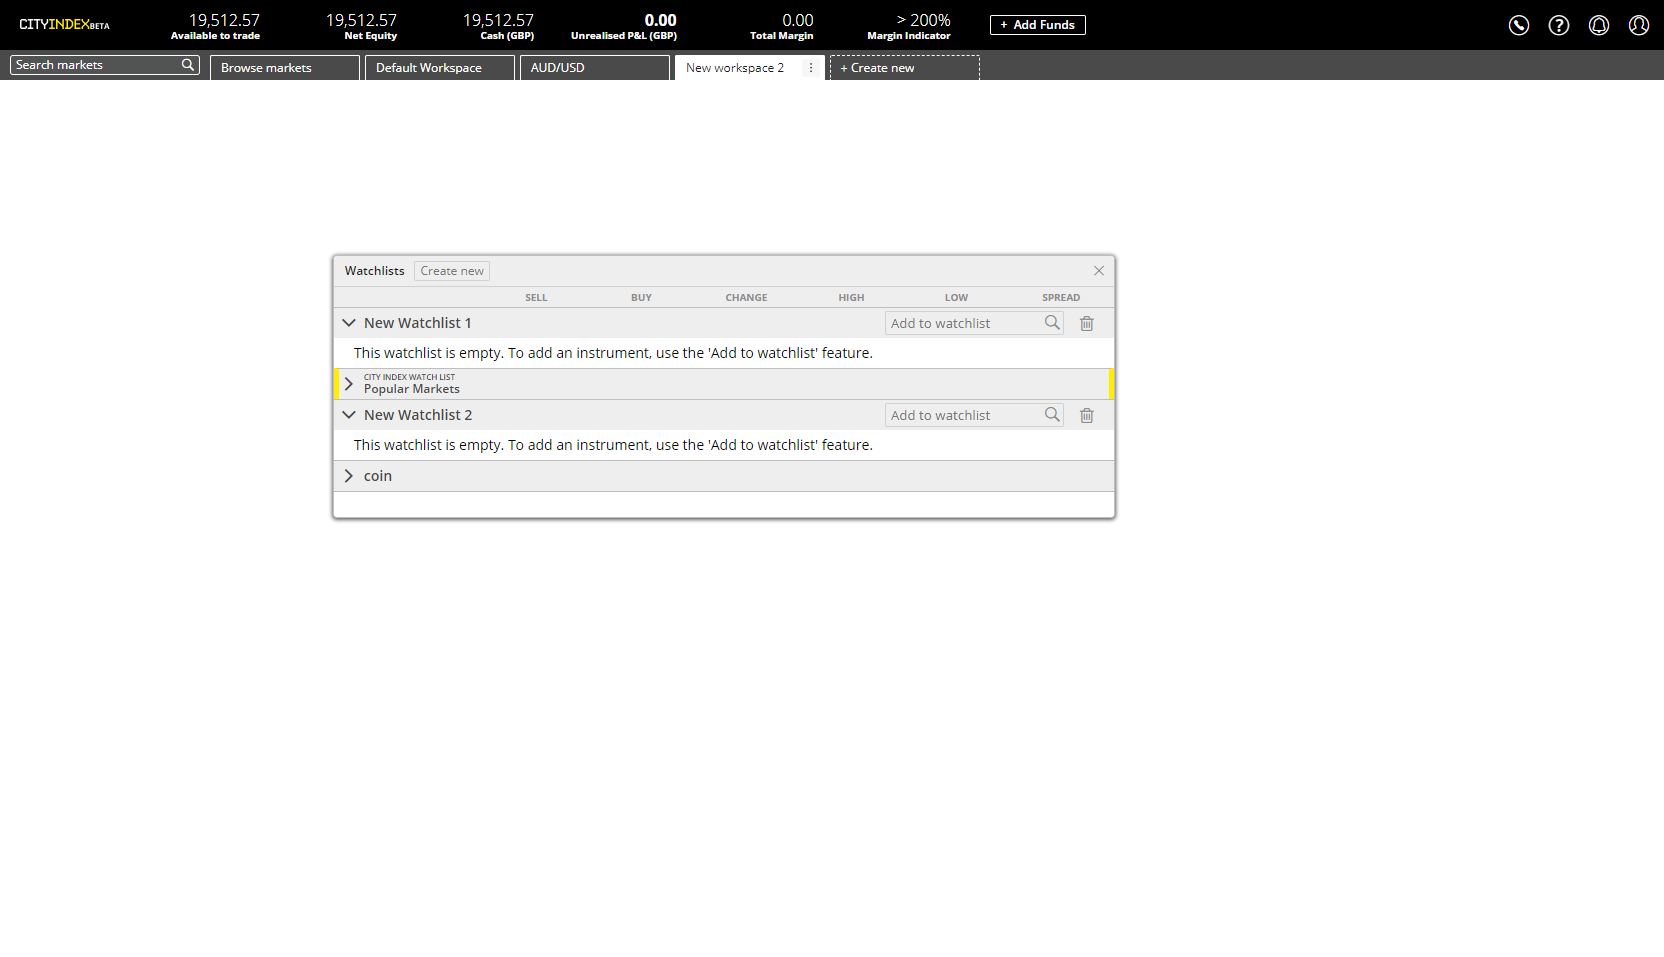 CITYINDEXBETA
19,512.57 19,512.57 19,512.57 0.00 0.00 > 200%
Available to trade Net Equity Cash (GBP) Unrealised P&L (GBP) Total Margin Margin Indicator
+ Add Funds
Search markets Browse markets Default Workspace AUD/USD New workspace 2 + Create new
Watchlists Create new
SELL BUY CHANGE HIGH LOW SPREAD
New Watchlist 1 Add to watchlist
This watchlist is empty. To add an instrument, use the 'Add to watchlist' feature.
CITY INDEX WATCH LIST
Popular Markets
New Watchlist 2 Add to watchlist
This watchlist is empty. To add an instrument, use the 'Add to watchlist' feature.
coin